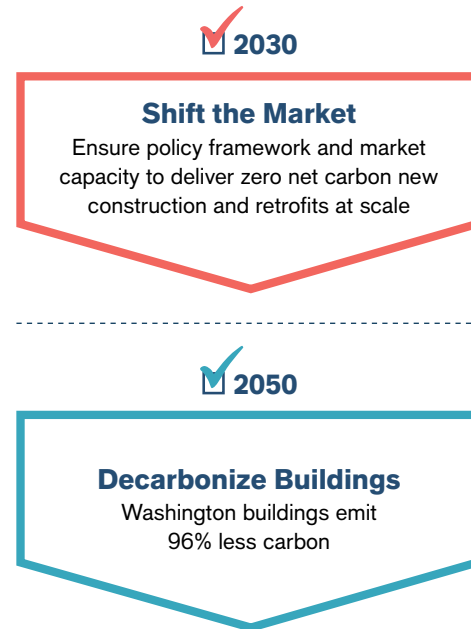 2030
Shift the Market
Ensure policy framework and market
capacity to deliver zero net carbon new
construction and retrofits at scale
2050
Decarbonize Buildings
Washington buildings emit
96% less carbon